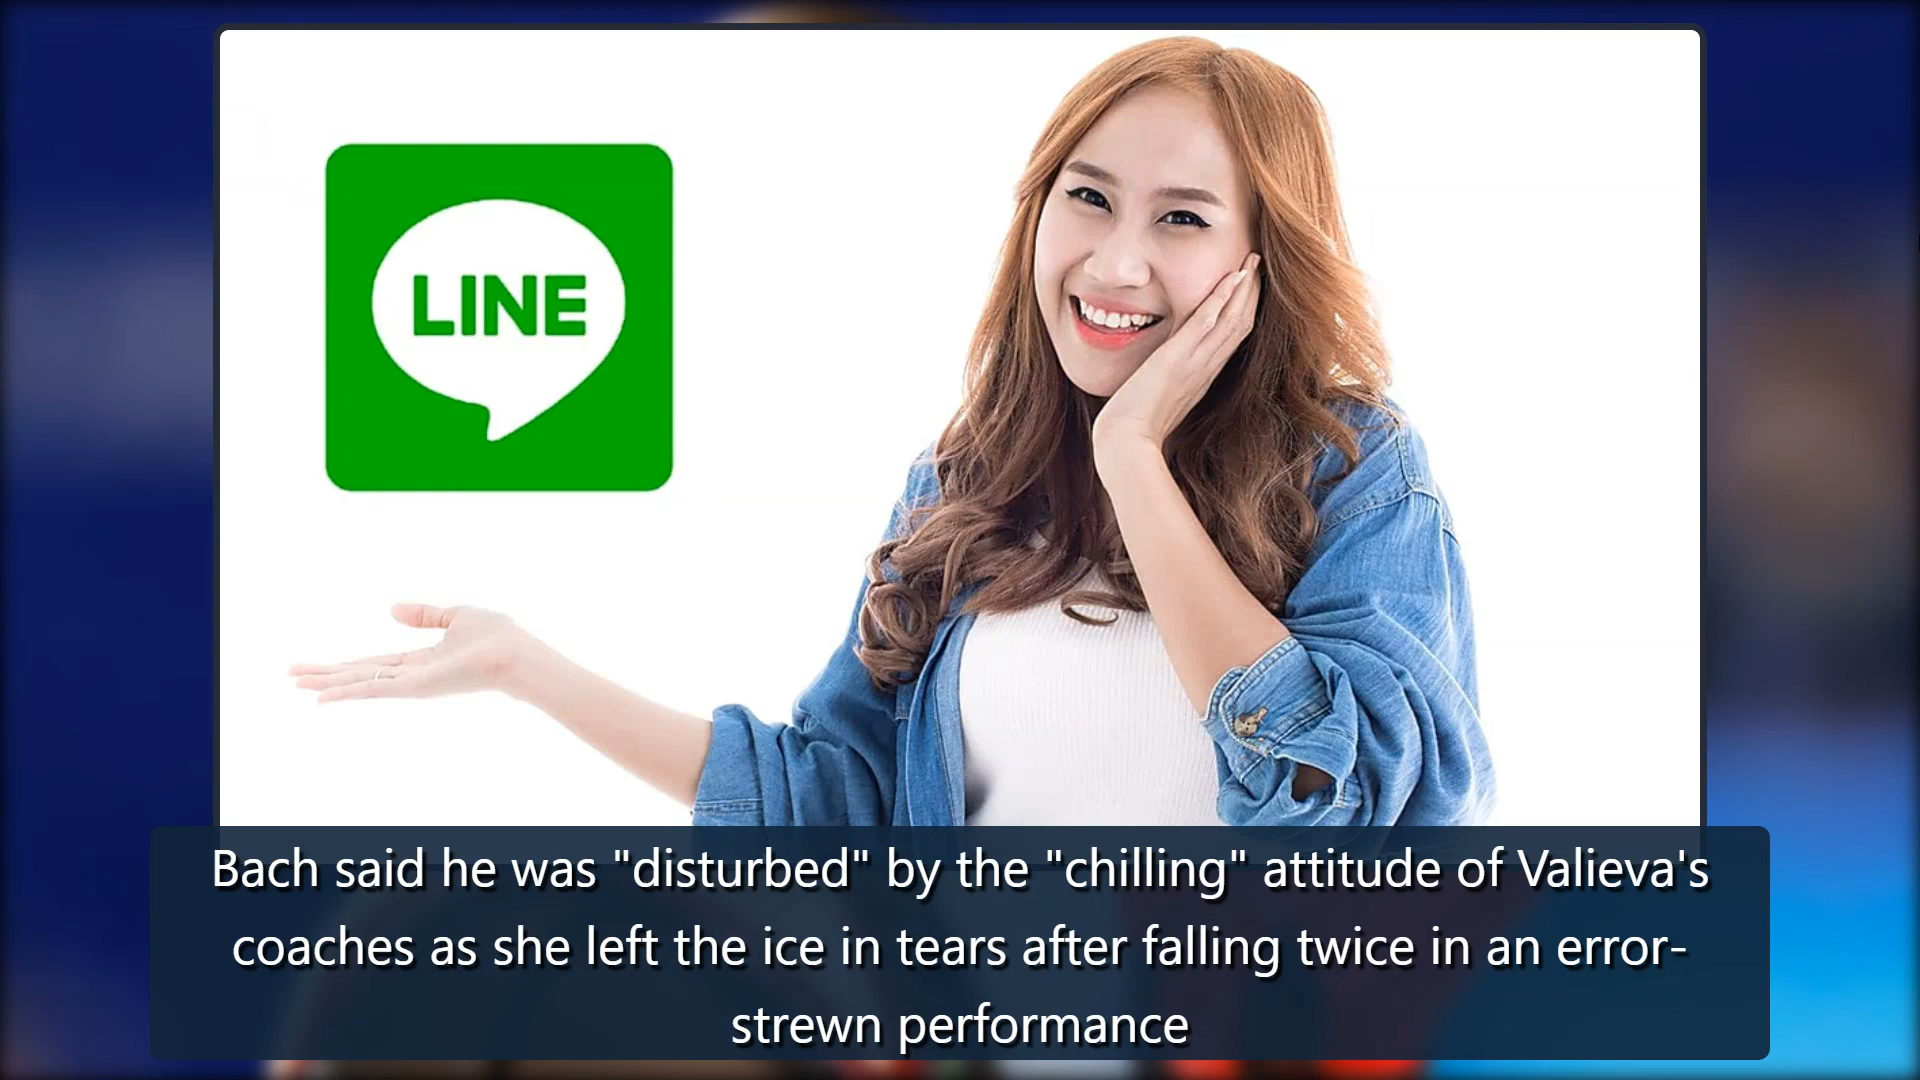 LINE
Bach said he was "disturbed" by the "chilling" attitude of Valieva's
coaches as she left the ice in tears after falling twice in an error-
strewn performance